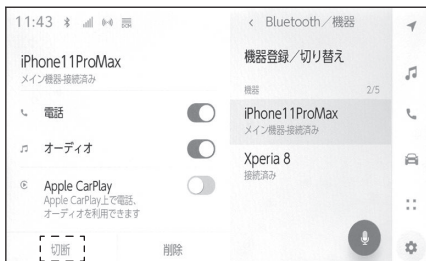 11:43
iPhone11ProMax
メイン機器-接続済み
電話
オーディオ
Apple CarPlay
Apple CarPlay上で電話、
オーディオを利用できます
切断
削除
< Bluetooth/機器
機器登録/切り替え
機器 2/5
iPhone11ProMax
メイン機器-接続済み
Xperia 8
接続済み